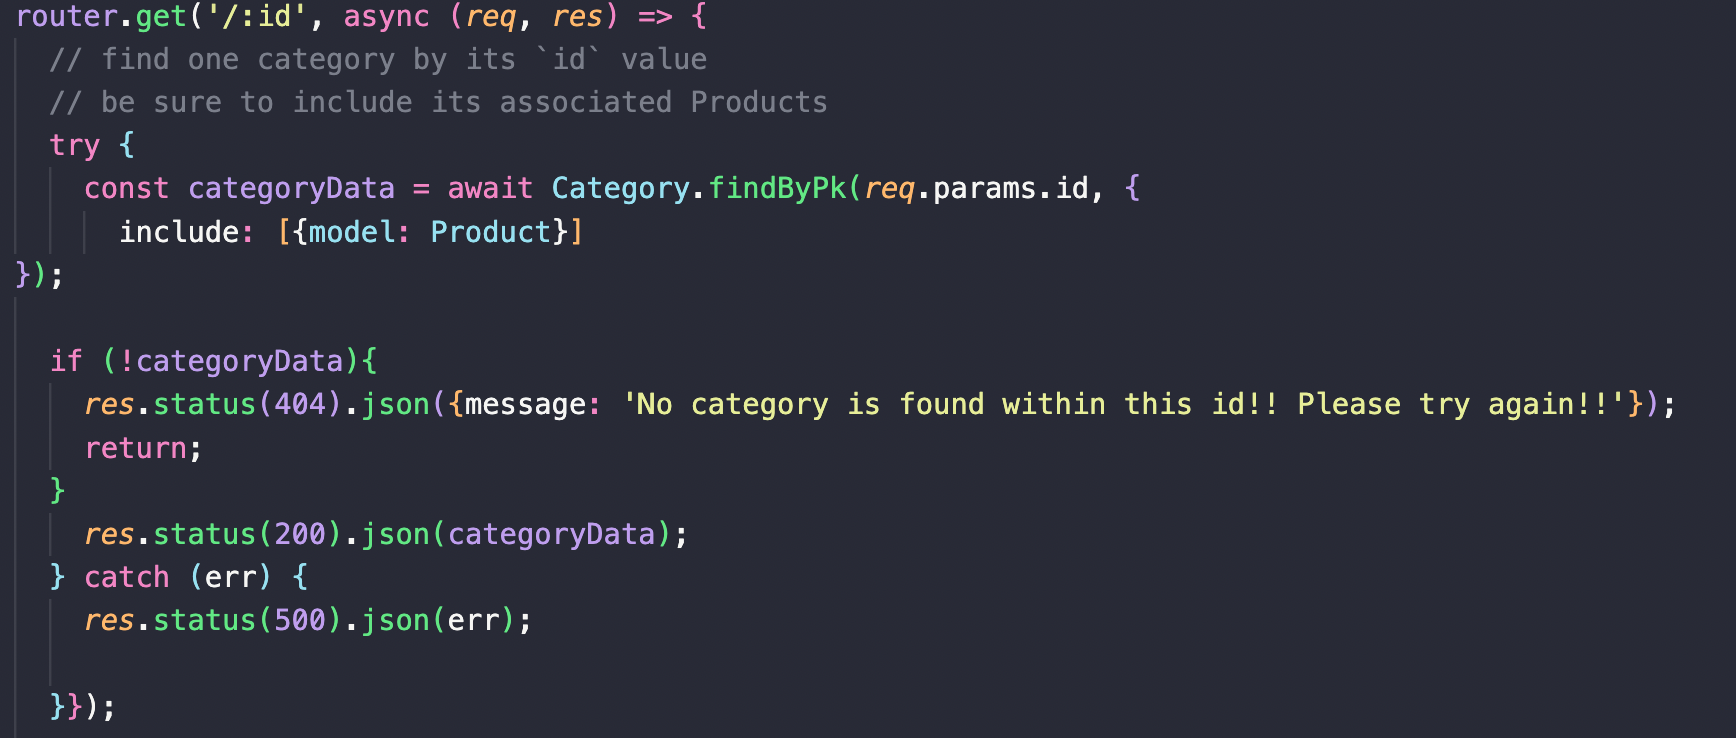 router.get('/:id', async (req, res) => {
// find one category by its `id` value
// be sure to include its associated Products
try {
const categoryData = await Category.findByPk(req.params.id, {
include: [{model: Product}]
});
if (!categoryData){
res.status(404).json({message: 'No category is found within this id!! Please try again!!'});
return;
}
res.status(200).json(categoryData);
} catch (err) {
res.status(500).json(err);
}});